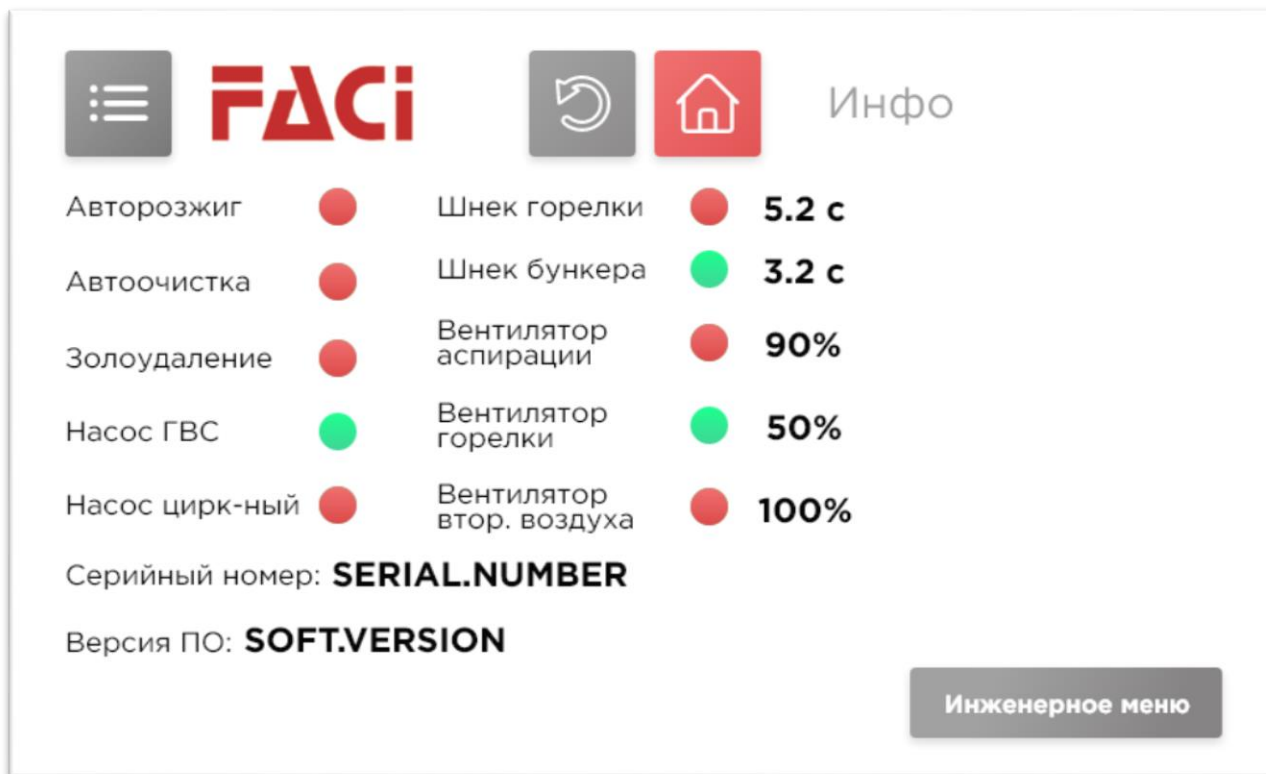 FACi
Инфо
Авторозжиг
Шнек горелки 5.2 с
Автоочистка
Шнек бункера 3.2 с
Золоудаление
Вентилятор
аспирации
90%
Насос ГВС
Вентилятор
горелки
50%
Насос цирк-ный
Вентилятор
втор. воздуха
100%
Серийный номер: SERIAL.NUMBER
Версия ПО: SOFT.VERSION
Инженерное меню